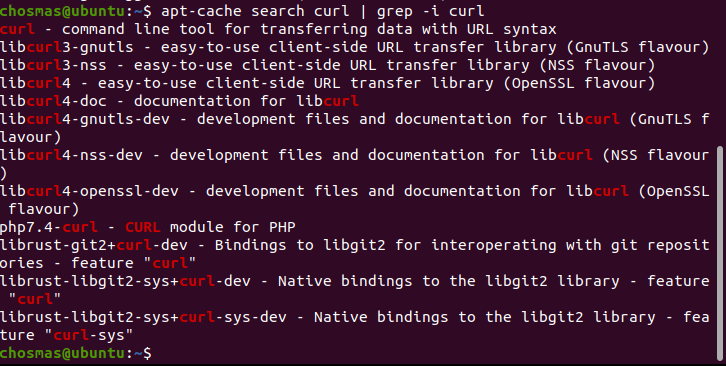 chosmas@ubuntu:~$ apt-cache search curl | grep -i curl
curl - command line tool for transferring data with URL syntax
libcurl3-gnutls - easy-to-use client-side URL transfer library (GnuTLS flavour)
libcurl3-nss - easy-to-use client-side URL transfer library (NSS flavour)
libcurl4 - easy-to-use client-side URL transfer library (OpenSSL flavour)
libcurl4-doc - documentation for libcurl
libcurl4-gnutls-dev - development files and documentation for libcurl (GnuTLS f
lavour)
libcurl4-nss-dev - development files and documentation for libcurl (NSS flavour
)
libcurl4-openssl-dev - development files and documentation for libcurl (OpenSSL
 flavour)
php7.4-curl - CURL module for PHP
librust-git2+curl-dev - Bindings to libgit2 for interoperating with git reposit
ories - feature "curl"
librust-libgit2-sys+curl-dev - Native bindings to the libgit2 library - feature
 "curl"
librust-libgit2-sys+curl-sys-dev - Native bindings to the libgit2 library - fea
ture "curl-sys"
chosmas@ubuntu:~$